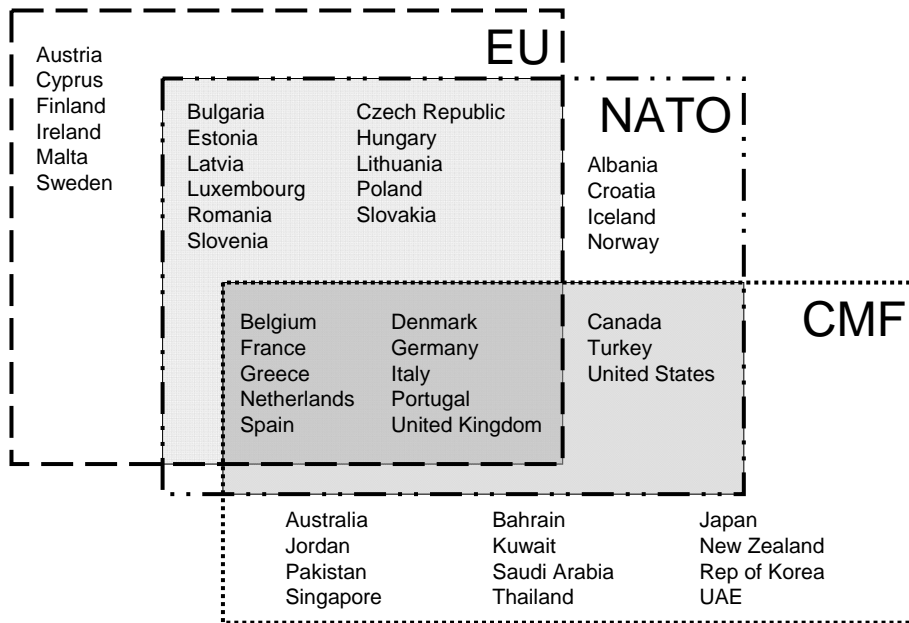 EU
Austria
Cyprus
Finland
Ireland
Malta
Sweden
Bulgaria Czech Republic
Estonia Hungary
Latvia Lithuania
Luxembourg Poland
Romania Slovakia
Slovenia
NATO
Albania
Croatia
Iceland
Norway
CMF
Belgium Denmark
France Germany
Greece Italy
Netherlands Portugal
Spain United Kingdom
Canada
Turkey
United States
Australia Bahrain Japan
Jordan Kuwait New Zealand
Pakistan Saudi Arabia Rep of Korea
Singapore Thailand UAE